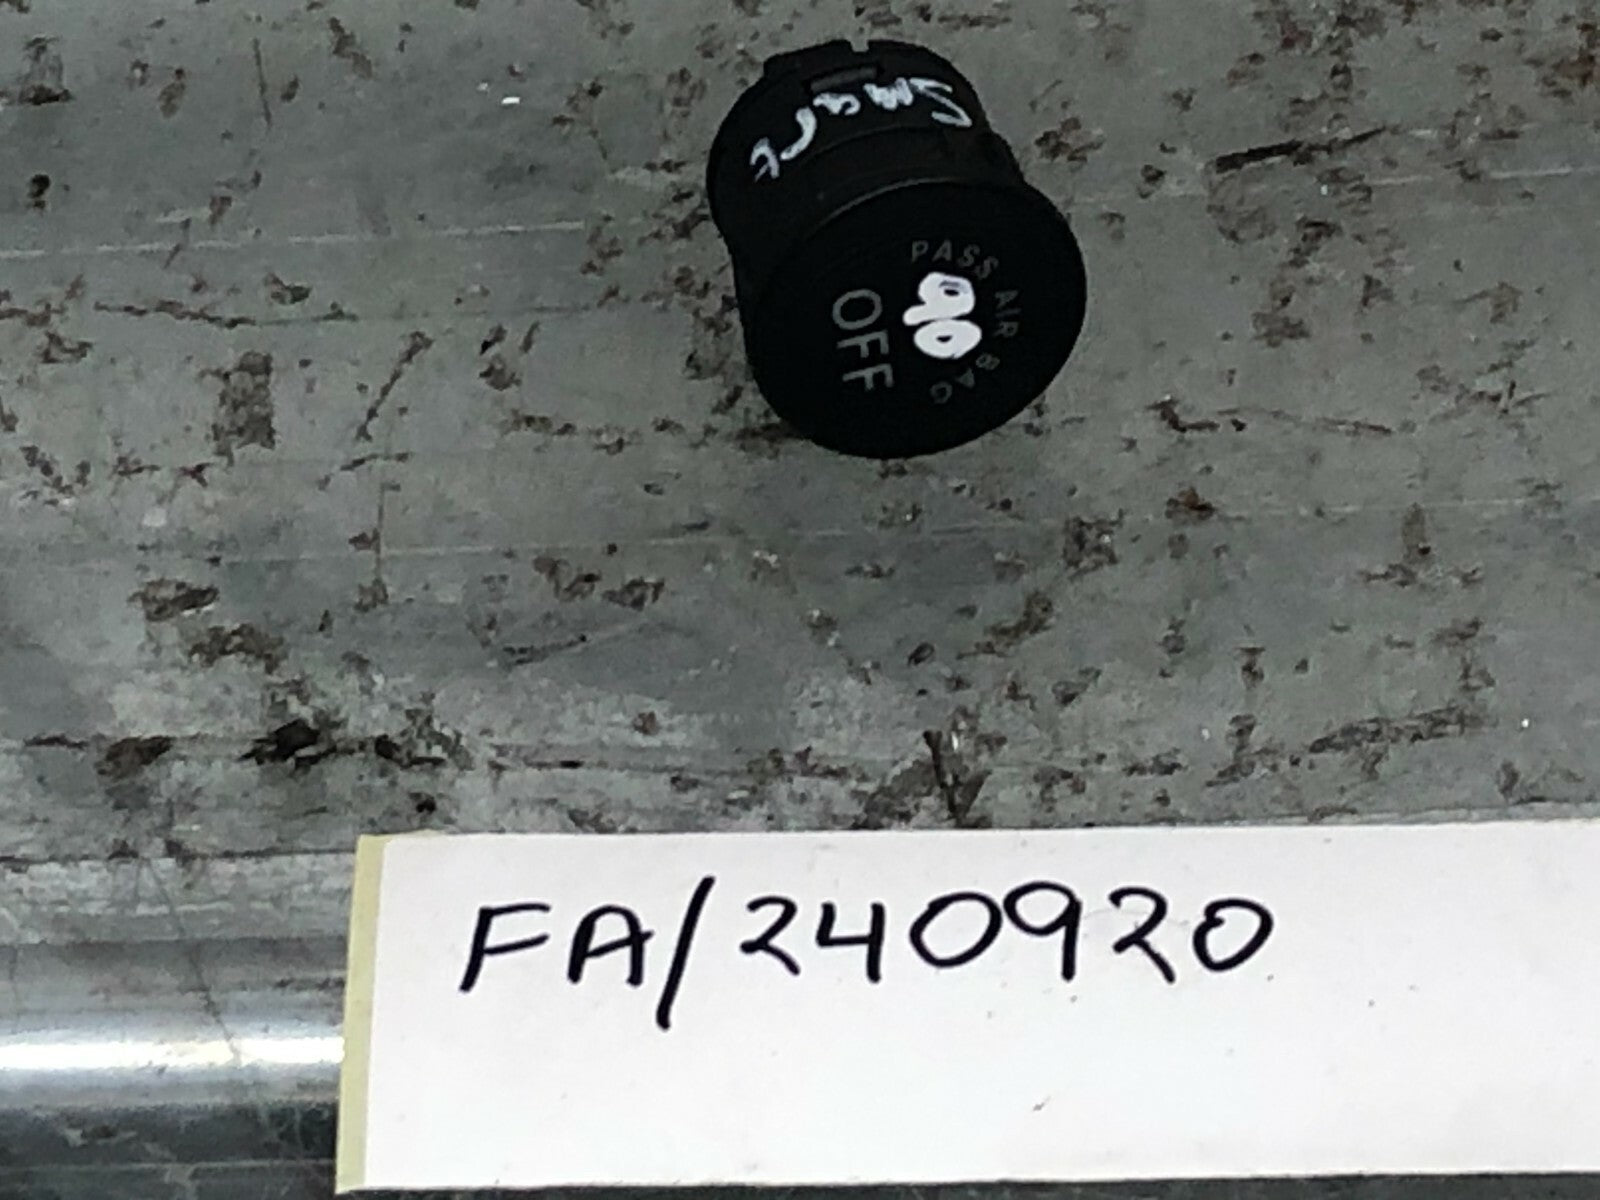 Smart
PASS AIR BAG
OFF
FA/240920